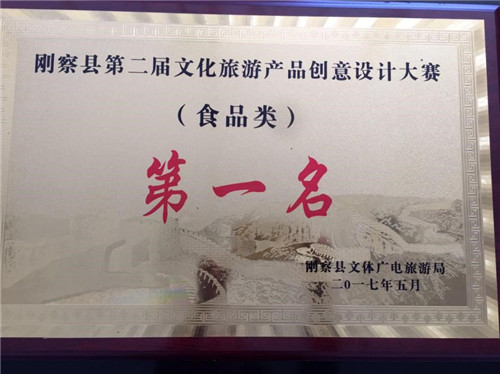 刚察县第二届文化旅游产品创意设计大赛
（食品类）
第一名
刚察县文体广电旅游局
二〇一七年五月